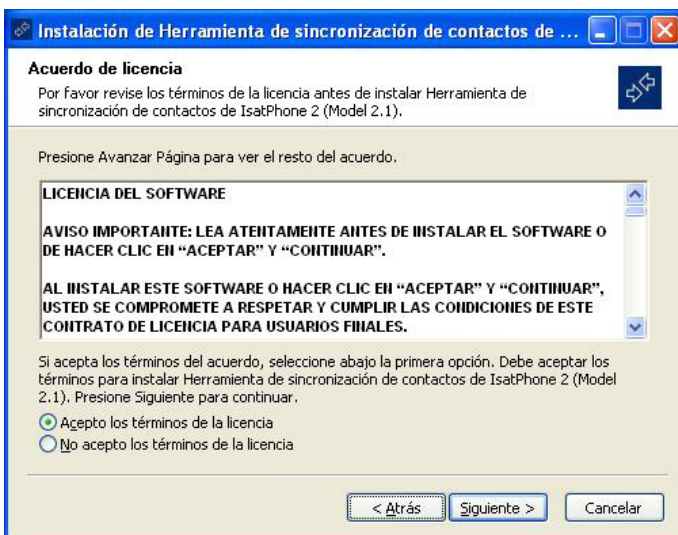 Instalación de Herramienta de sincronización de contactos de ...
Acuerdo de licencia
Por favor revise los términos de la licencia antes de instalar Herramienta de
sincronización de contactos de IsatPhone 2 (Model 2.1).
Presione Avanzar Página para ver el resto del acuerdo.
LICENCIA DEL SOFTWARE
AVISO IMPORTANTE: LEA ATENTAMENTE ANTES DE INSTALAR EL SOFTWARE O
DE HACER CLIC EN “ACEPTAR” Y “CONTINUAR”.
AL INSTALAR ESTE SOFTWARE O HACER CLIC EN “ACEPTAR” Y “CONTINUAR”,
USTED SE COMPROMETE A RESPETAR Y CUMPLIR LAS CONDICIONES DE ESTE
CONTRATO DE LICENCIA PARA USUARIOS FINALES.
Si acepta los términos del acuerdo, seleccione abajo la primera opción. Debe aceptar los
términos para instalar Herramienta de sincronización de contactos de IsatPhone 2 (Model
2.1). Presione Siguiente para continuar.
Acepto los términos de la licencia
No acepto los términos de la licencia
< Atrás
Siguiente >
Cancelar